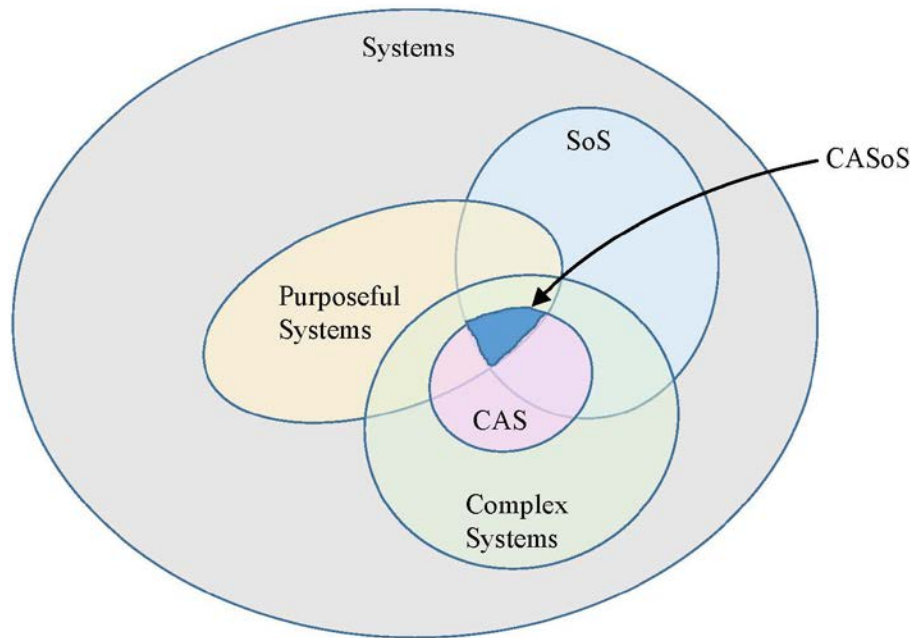 Systems
SoS
CASoS
Purposeful
Systems
CAS
Complex
Systems